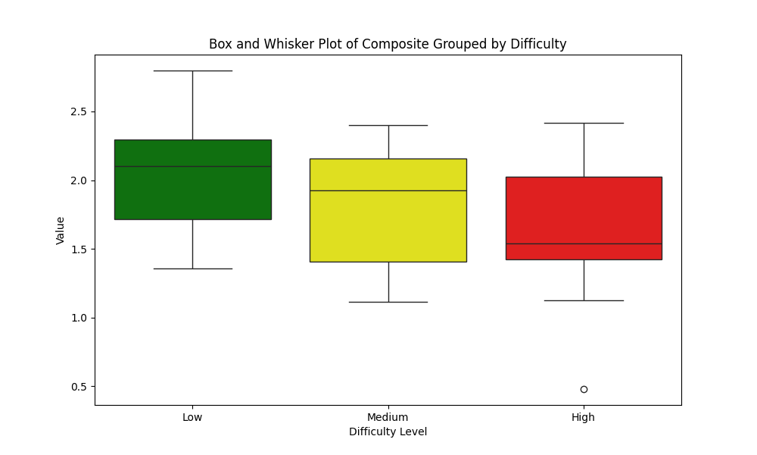 Box and Whisker Plot of Composite Grouped by Difficulty
Value
2.5
2.0
1.5
1.0
0.5
Low Medium High
Difficulty Level